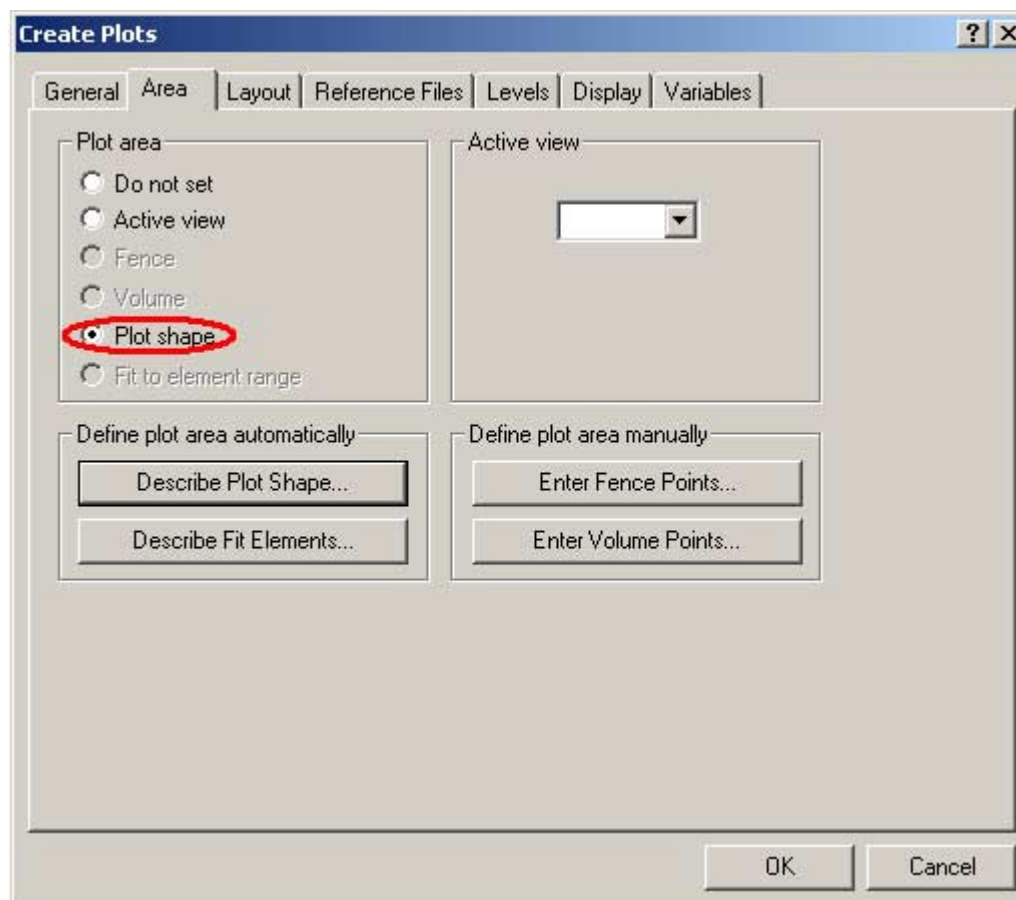 Create Plots
General Area Layout Reference Files Levels Display Variables
Plot area
Do not set
Active view
Fence
Volume
Plot shape
Fit to element range
Active view
Define plot area automatically
Describe Plot Shape...
Describe Fit Elements...
Define plot area manually
Enter Fence Points...
Enter Volume Points...
OK Cancel